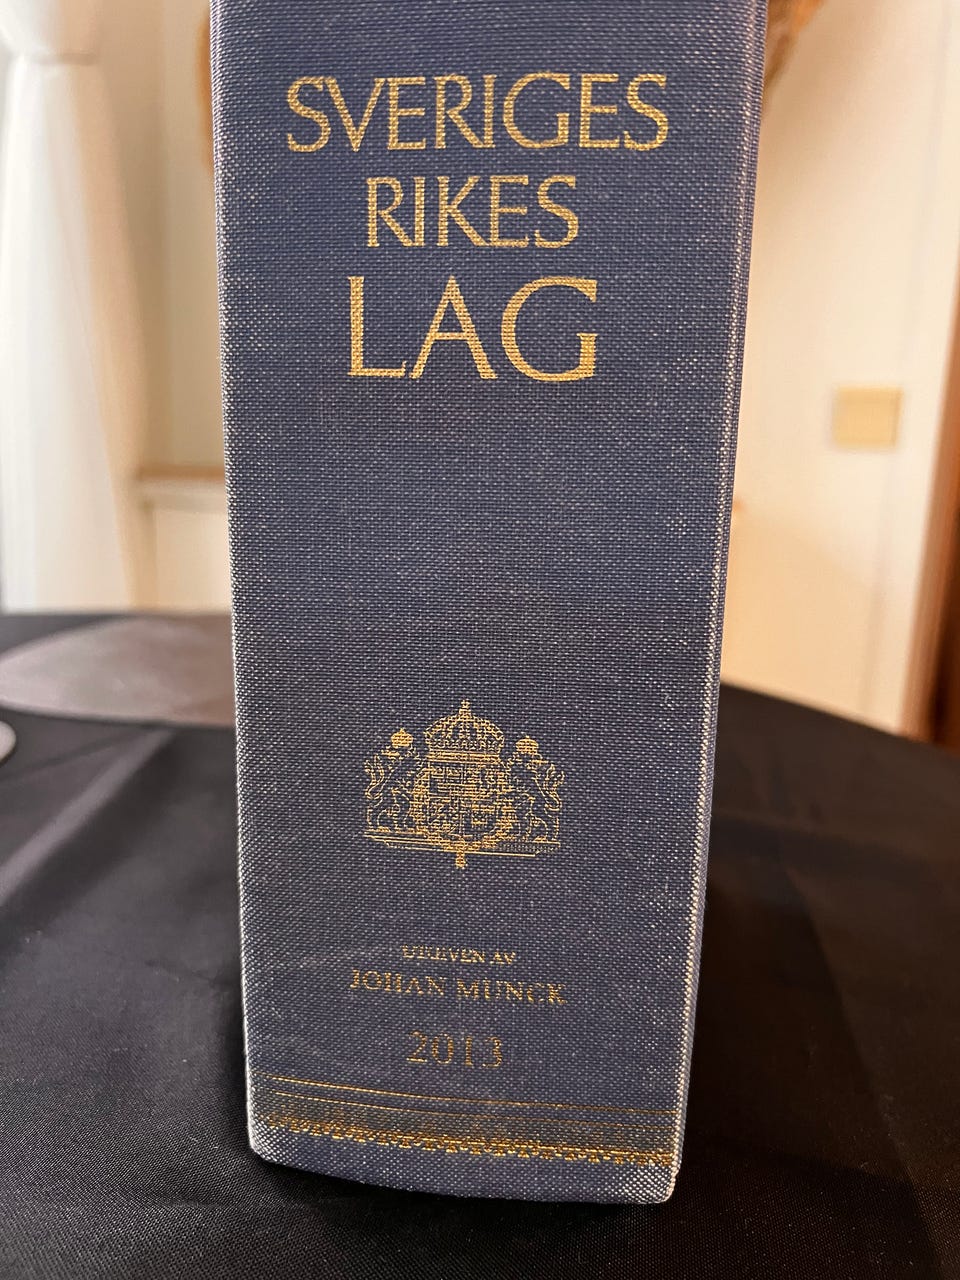 SVERIGES
RIKES
LAG
UTGIVEN AV
JOHAN MUNCK
2013